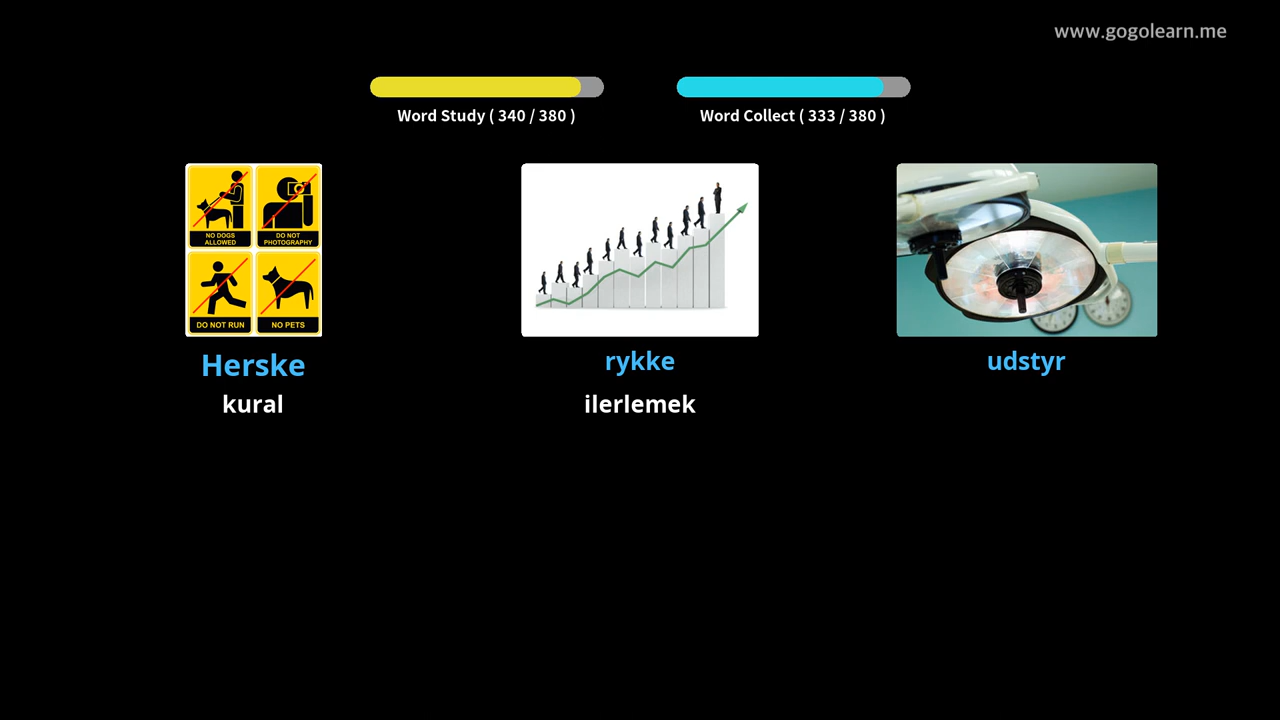 www.gogolearn.me
Word Study ( 340 / 380 )
Word Collect ( 333 / 380 )
NO DOGS
ALLOWED
DO NOT
PHOTOGRAPHY
DO NOT RUN
NO PETS
Herske
rykke
udstyr
kural
ilerlemek